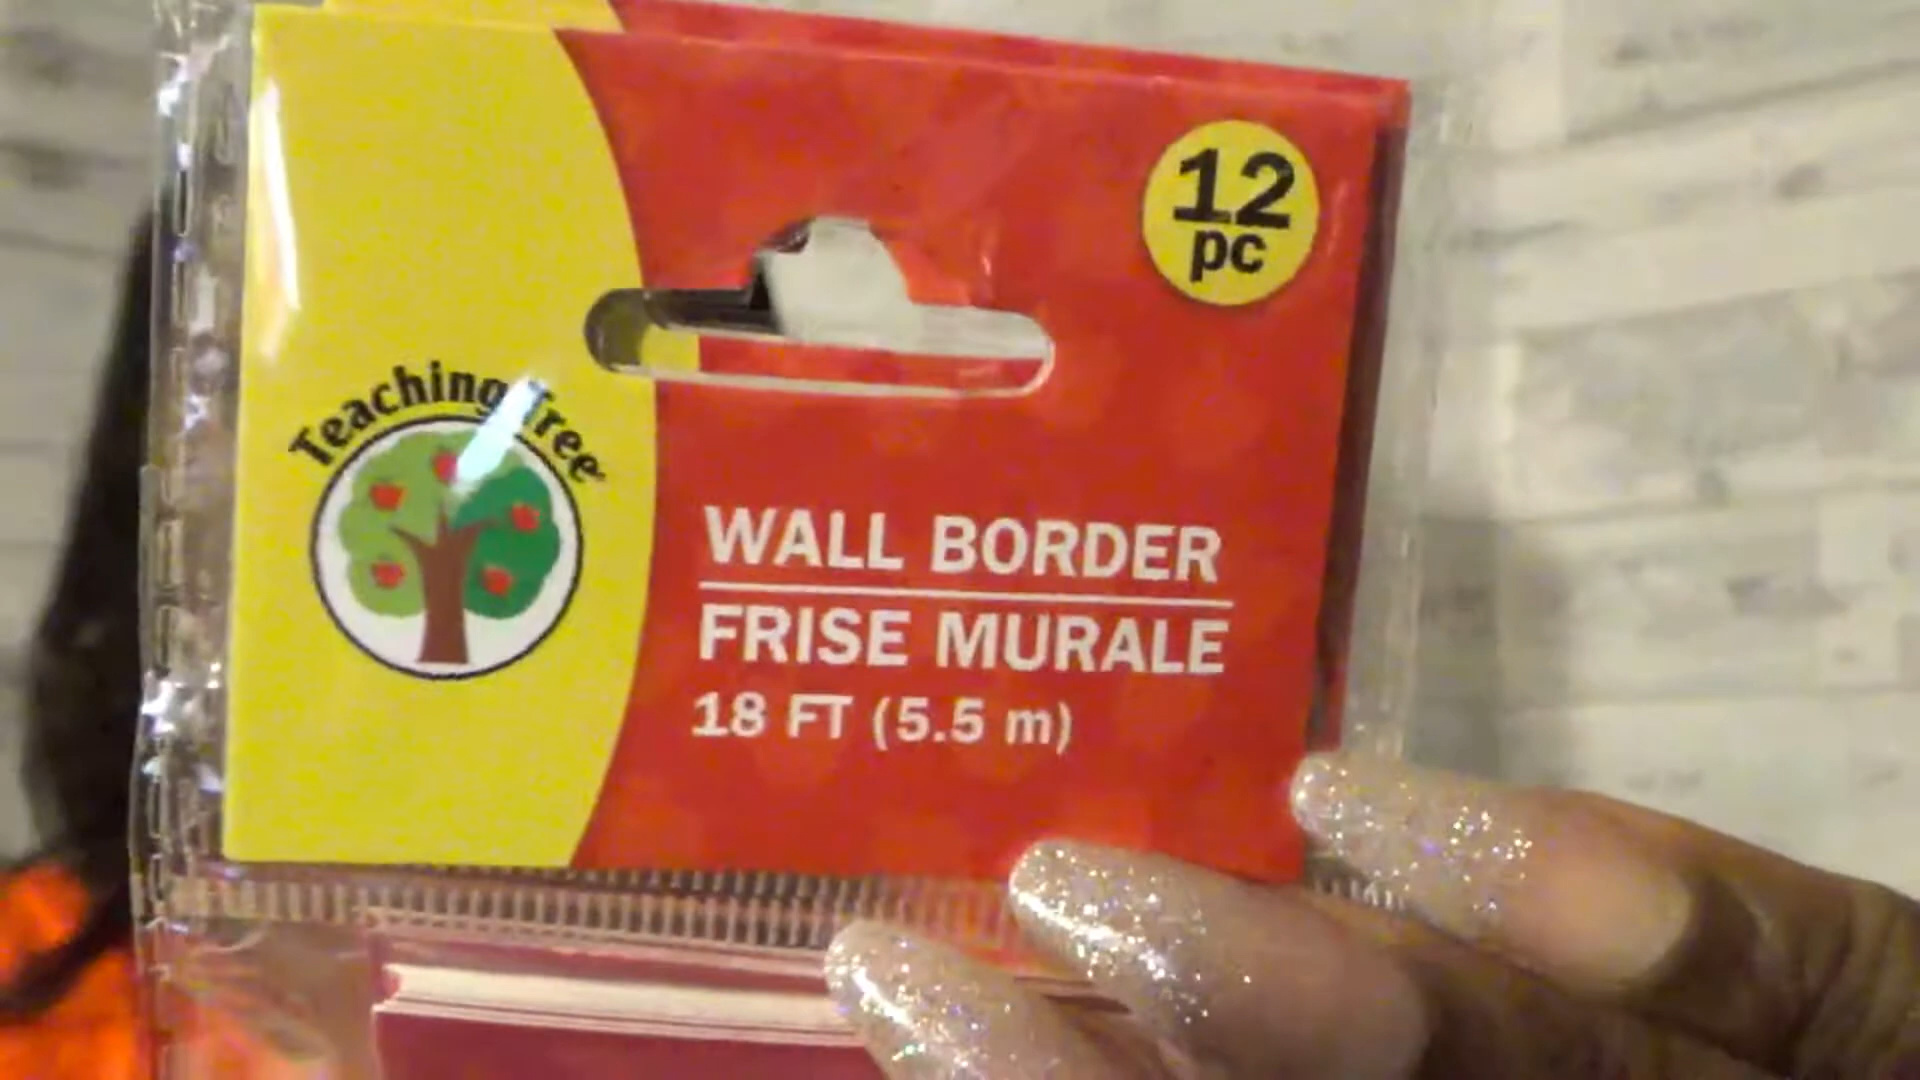 12
pc
Teaching Tree
WALL BORDER
FRISE MURALE
18 FT (5.5 m)